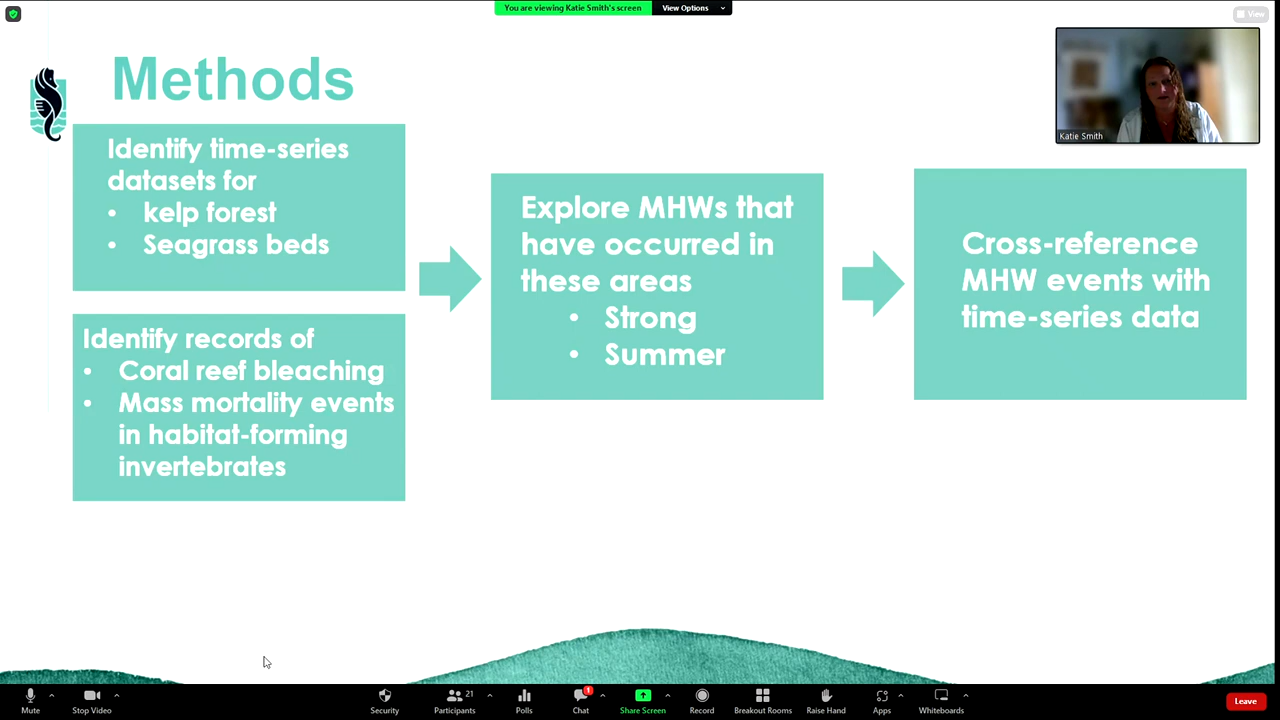 You are viewing Katie Smith's screen
View Options
View
Methods
Katie Smith
Identify time-series
datasets for
• kelp forest
• Seagrass beds
Identify records of
• Coral reef bleaching
• Mass mortality events
in habitat-forming
invertebrates
Explore MHWs that
have occurred in
these areas
• Strong
• Summer
Cross-reference
MHW events with
time-series data
Mute
Stop Video
Security
Participants
21
Polls
Chat
1
Share Screen
Record
Breakout Rooms
Raise Hand
Apps
Whiteboards
Leave